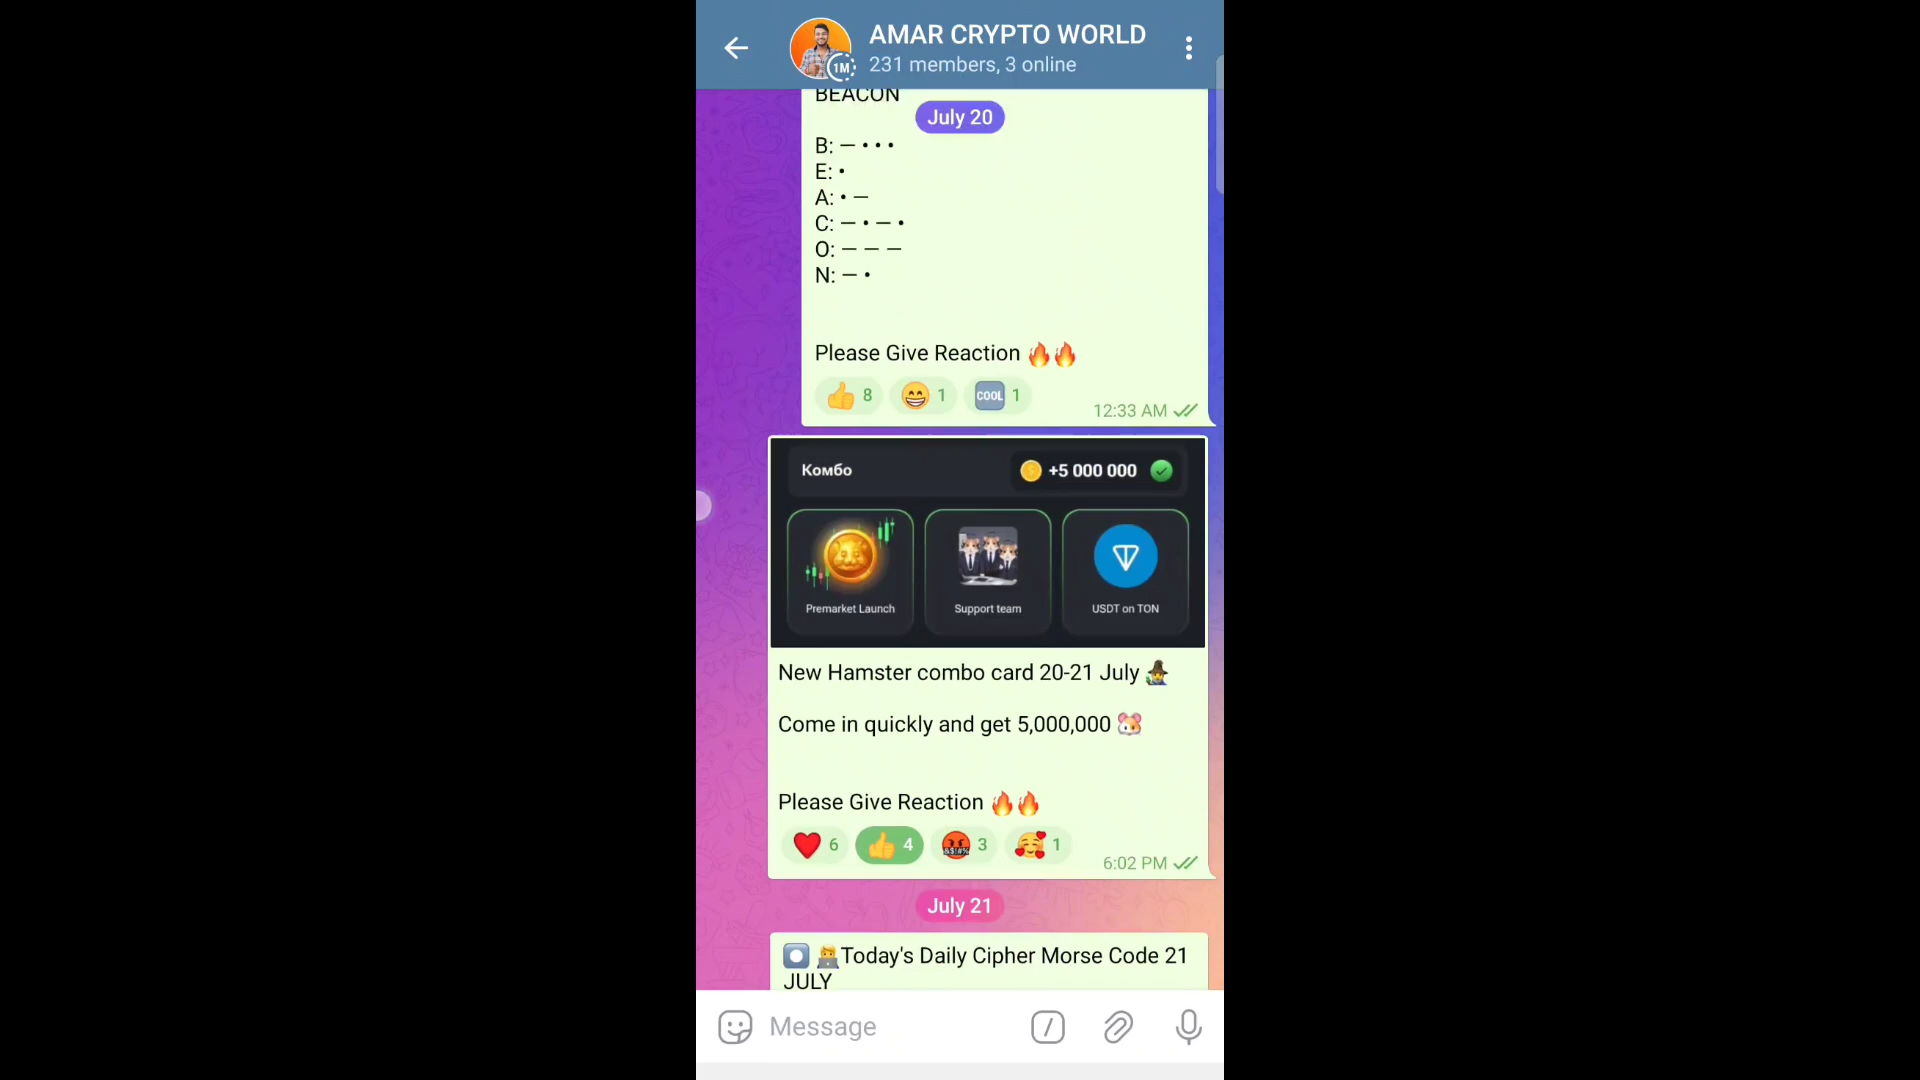 AMAR CRYPTO WORLD
1M
231 members, 3 online
BEACON
July 20
B: — • • •
E: •
A: • —
C: — • — •
O: — — —
N: — •
Please Give Reaction 🔥🔥
👍 8 😁 1 🆒 1
COOL
12:33 AM
Комбо
+5 000 000
Premarket Launch
Support team
USDT on TON
New Hamster combo card 20-21 July 🧙‍♂️
Come in quickly and get 5,000,000 🐹
Please Give Reaction 🔥🔥
❤️ 6 👍 4 🤬 3 🥰 1
6:02 PM
July 21
⏺ 🧑‍💻Today's Daily Cipher Morse Code 21
JULY
Message